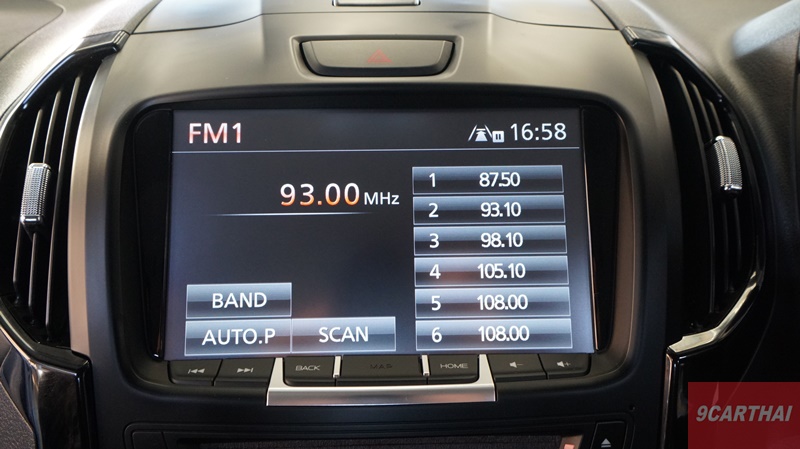 FM1
16:58
93.00 MHz
1 87.50
2 93.10
3 98.10
4 105.10
5 108.00
6 108.00
BAND
AUTO.P
SCAN
BACK
MAP
HOME
9CARTHAI